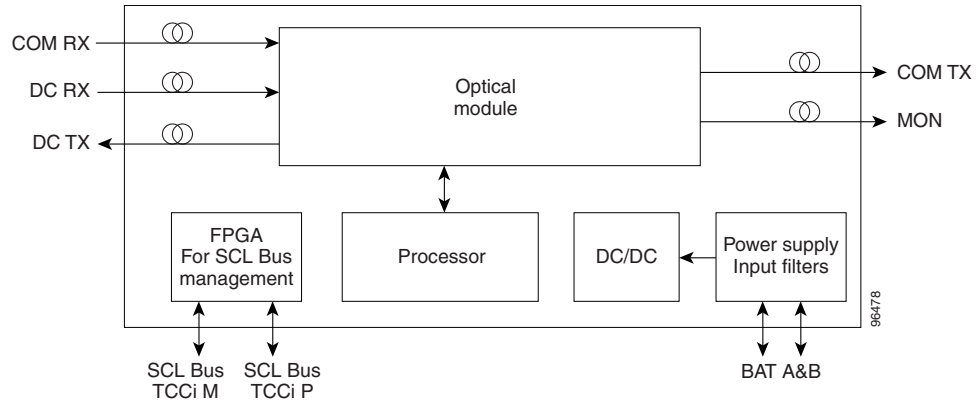 COM RX
DC RX
DC TX
Optical
module
COM TX
MON
FPGA
For SCL Bus
management
Processor
DC/DC
Power supply
Input filters
96478
SCL Bus
TCCi M
SCL Bus
TCCi P
BAT A&B